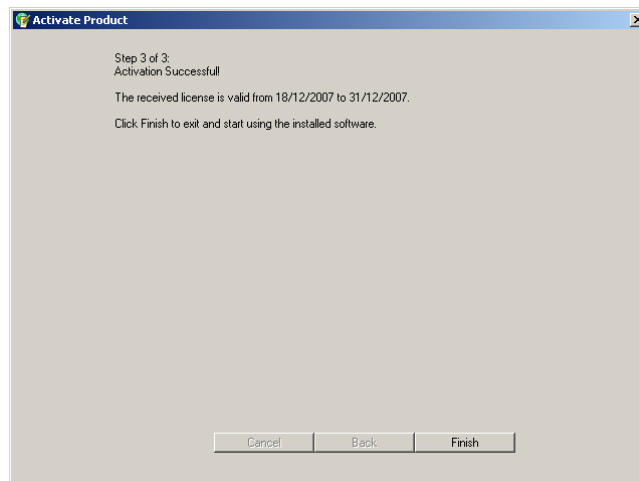 Activate Product
Step 3 of 3:
Activation Successful!
The received license is valid from 18/12/2007 to 31/12/2007.
Click Finish to exit and start using the installed software.
Cancel Back Finish